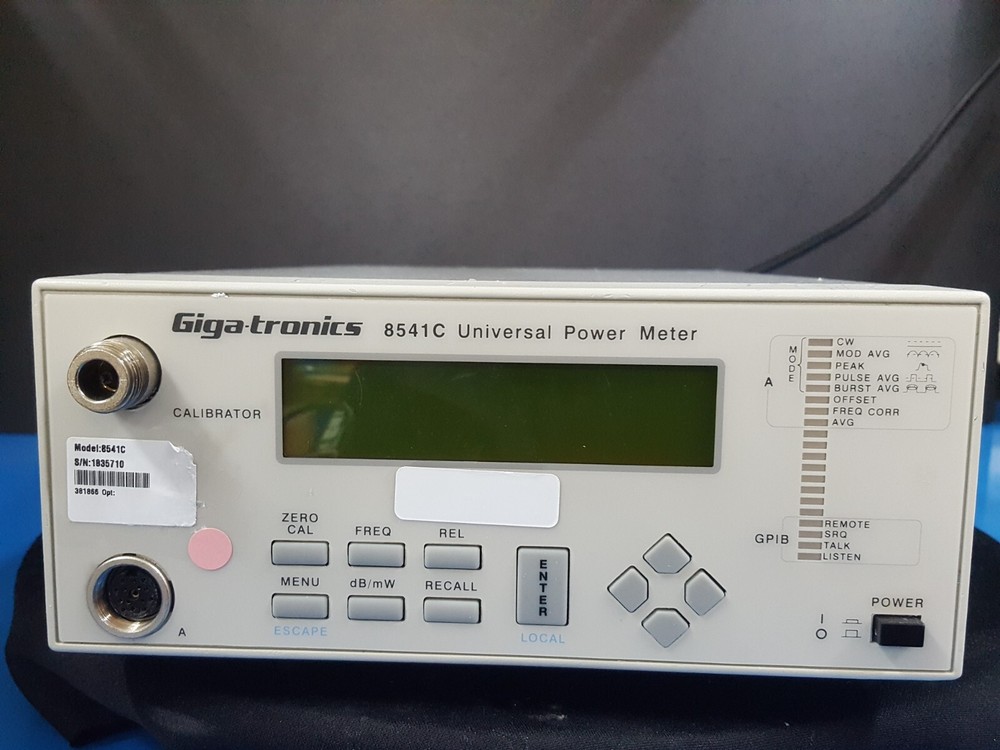 Giga-tronics 8541C Universal Power Meter
CALIBRATOR
Model:8541C
S/N:1835710
381866 Opt:
A
ZERO
CAL
FREQ
REL
MENU
dB/mW
RECALL
ESCAPE
ENTER
LOCAL
A
MODE
CW
MOD AVG
PEAK
PULSE AVG
BURST AVG
OFFSET
FREQ CORR
AVG
GPIB
REMOTE
SRQ
TALK
LISTEN
POWER